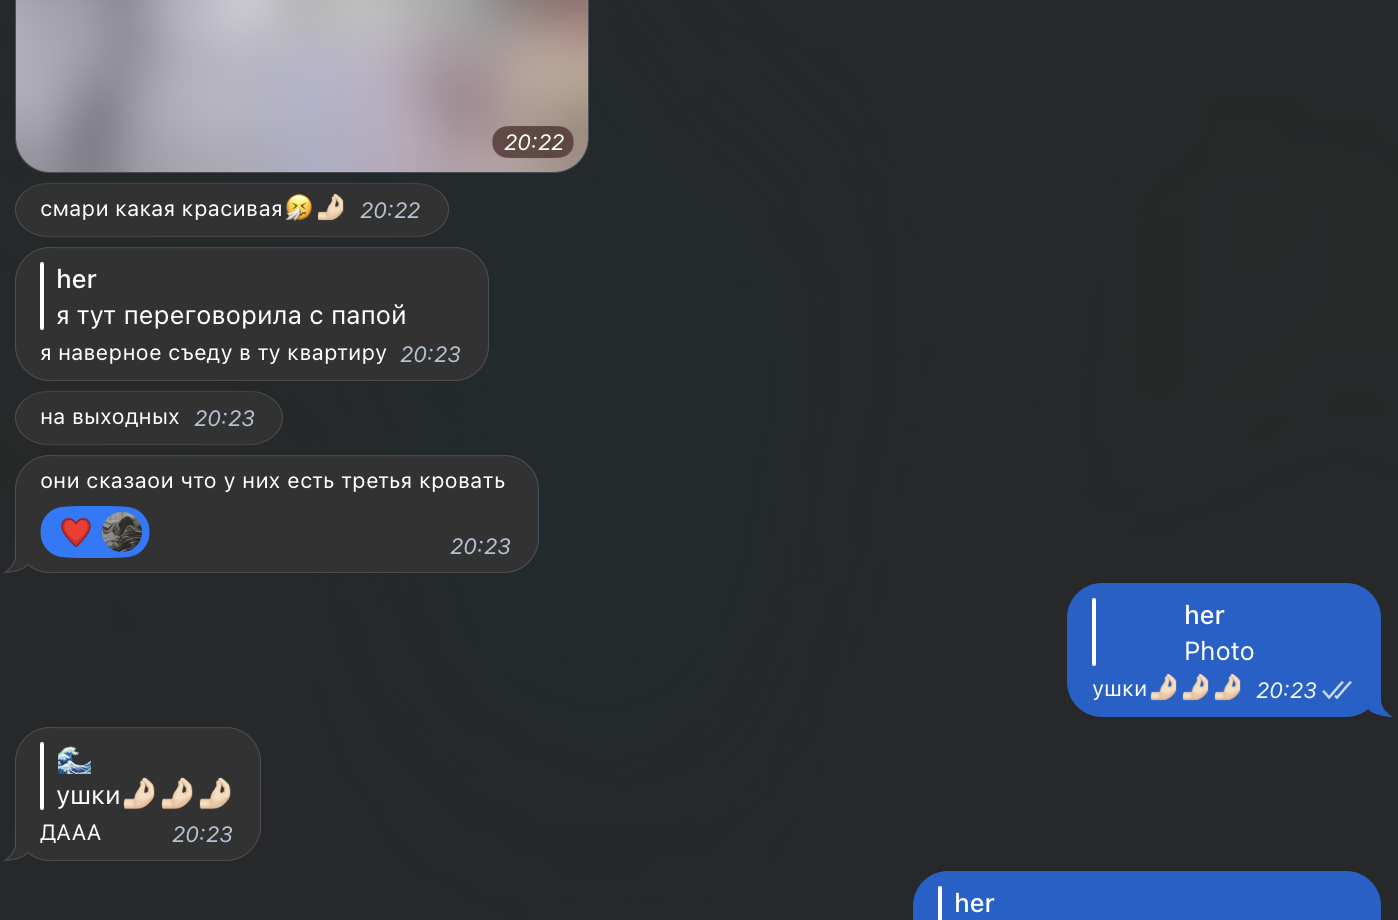 20:22
смари какая красивая🤧🤌🏻 20:22
her
я тут переговорила с папой
я наверное съеду в ту квартиру 20:23
на выходных 20:23
они сказаои что у них есть третья кровать
❤️ 20:23
her
Photo
ушки🤌🏻🤌🏻🤌🏻 20:23
🌊
ушки🤌🏻🤌🏻🤌🏻
ДААА 20:23
her